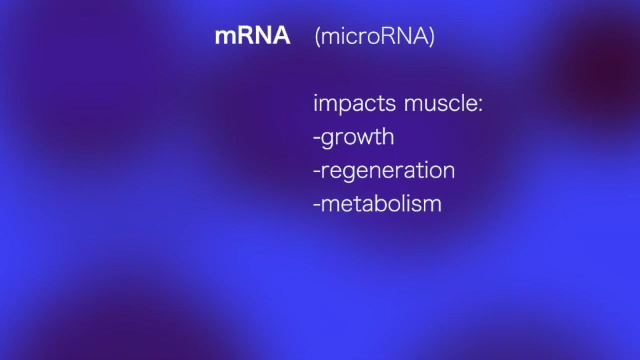 mRNA (microRNA)
impacts muscle:
-growth
-regeneration
-metabolism